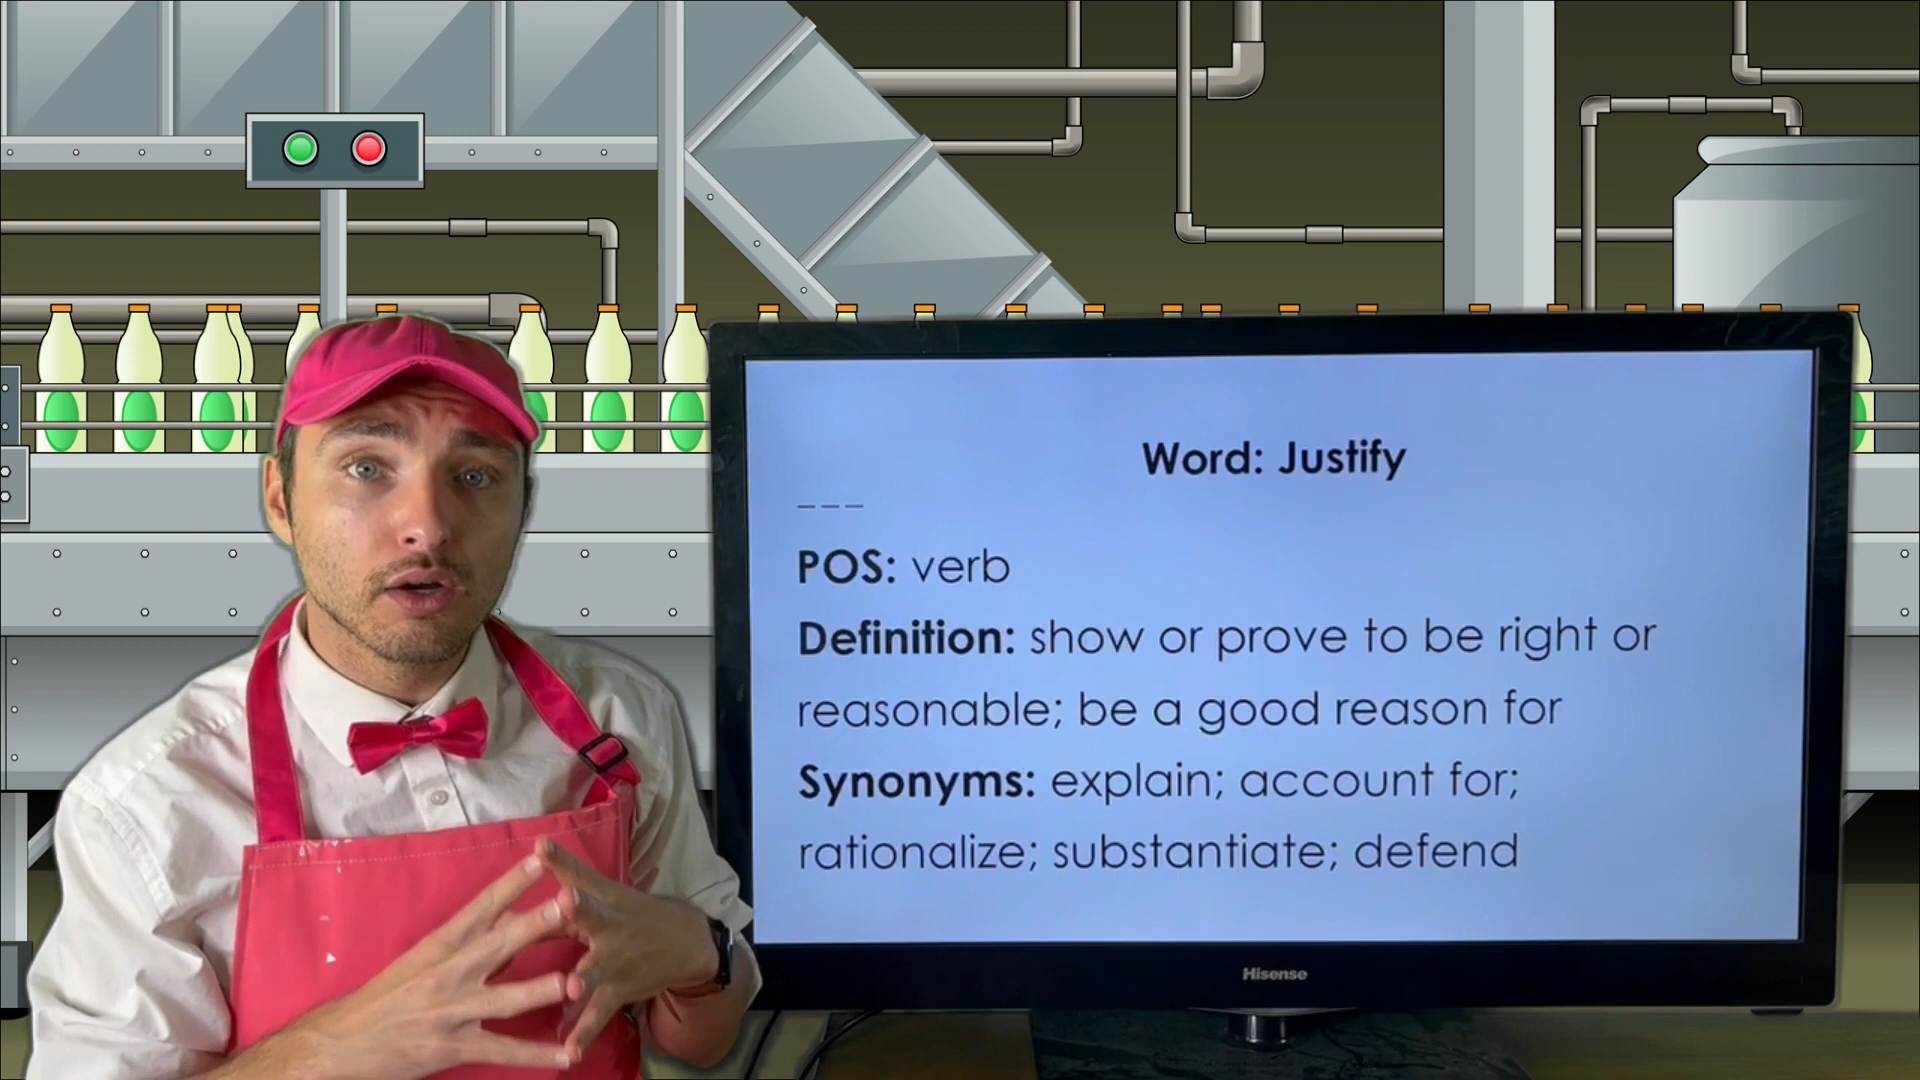 Word: Justify
---
POS: verb
Definition: show or prove to be right or
reasonable; be a good reason for
Synonyms: explain; account for;
rationalize; substantiate; defend
Hisense